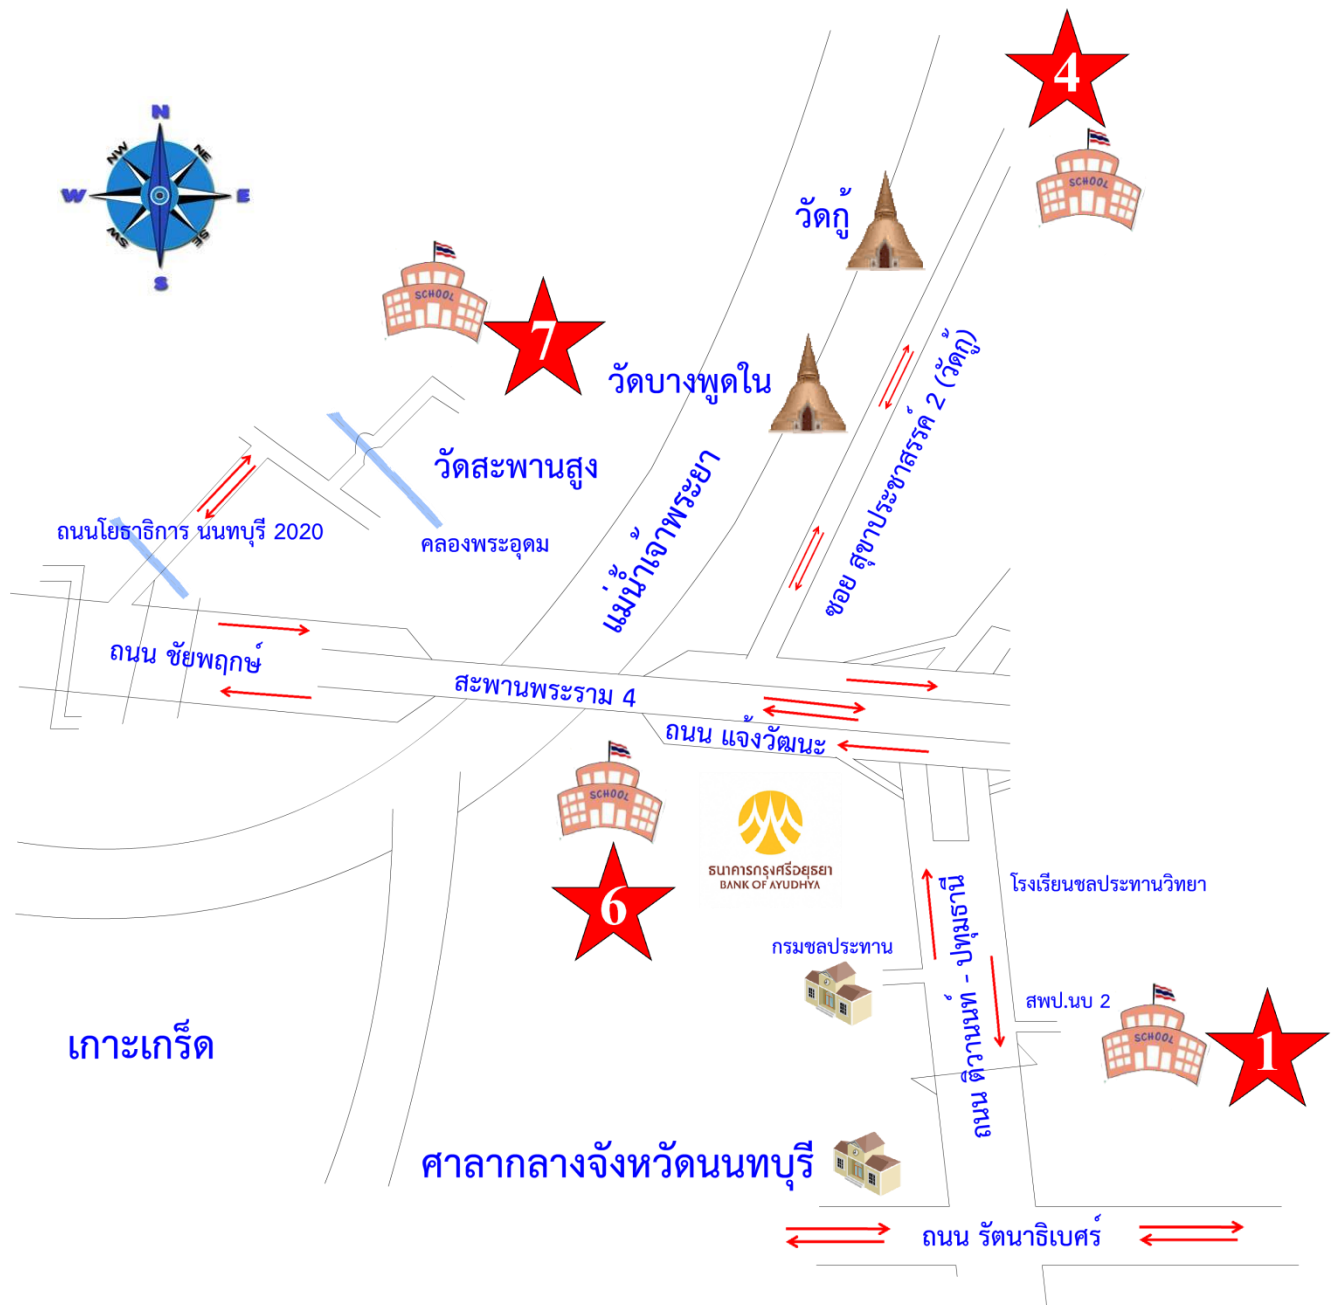 4
N
NW
NE
W
E
SW
SE
S
SCHOOL
วัดกู้
SCHOOL
7
วัดบางพูดใน
ซอย สุขาประชาสรรค์ 2 (วัดกู้)
วัดสะพานสูง
แม่น้ำเจ้าพระยา
ถนนโยธาธิการ นนทบุรี 2020
คลองพระอุดม
ถนน ชัยพฤกษ์
สะพานพระราม 4
ถนน แจ้งวัฒนะ
SCHOOL
ธนาคารกรุงศรีอยุธยา
BANK OF AYUDHYA
6
โรงเรียนชลประทานวิทยา
ถนน ติวานนท์ - ปทุมธานี
กรมชลประทาน
สพป.นบ 2
SCHOOL
1
เกาะเกร็ด
ศาลากลางจังหวัดนนทบุรี
ถนน รัตนาธิเบศร์